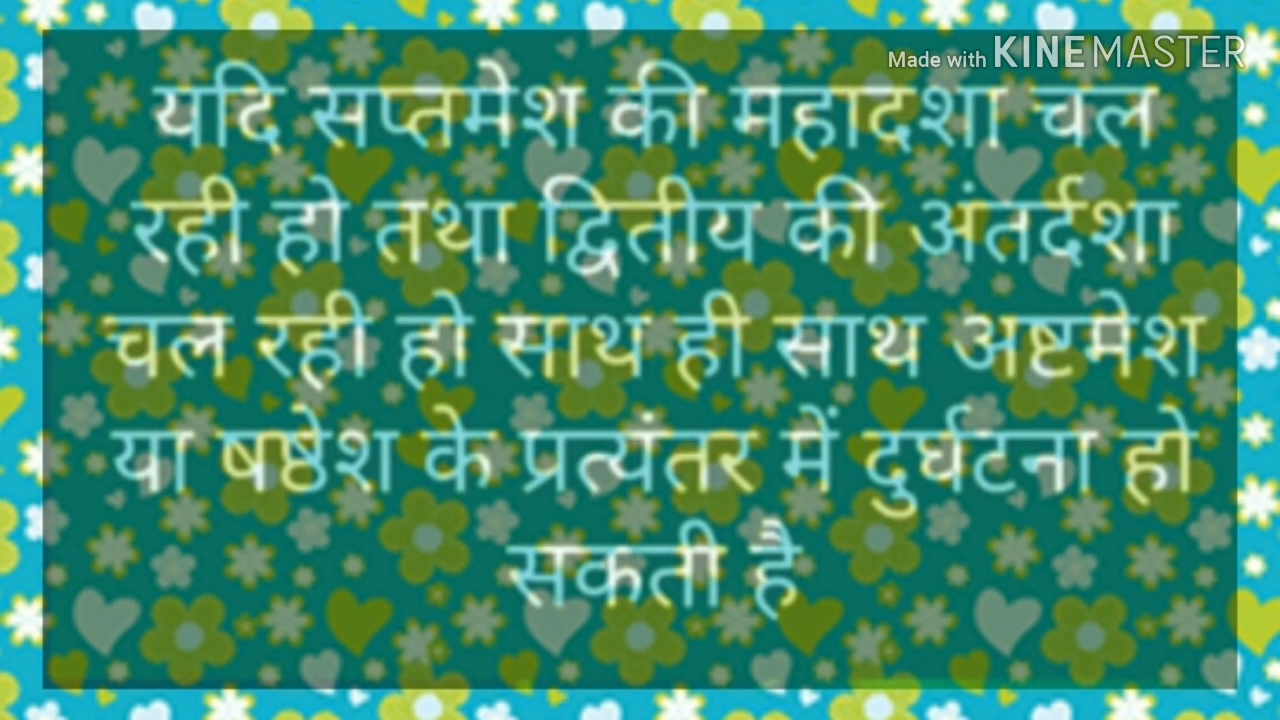 Made with KINEMASTER
यदि सप्तमेश की महादशा चल
रही हो तथा द्वितीय की अंतर्दशा
चल रही हो साथ ही साथ अष्टमेश
या षष्ठेश के प्रत्यंतर में दुर्घटना हो
सकती है